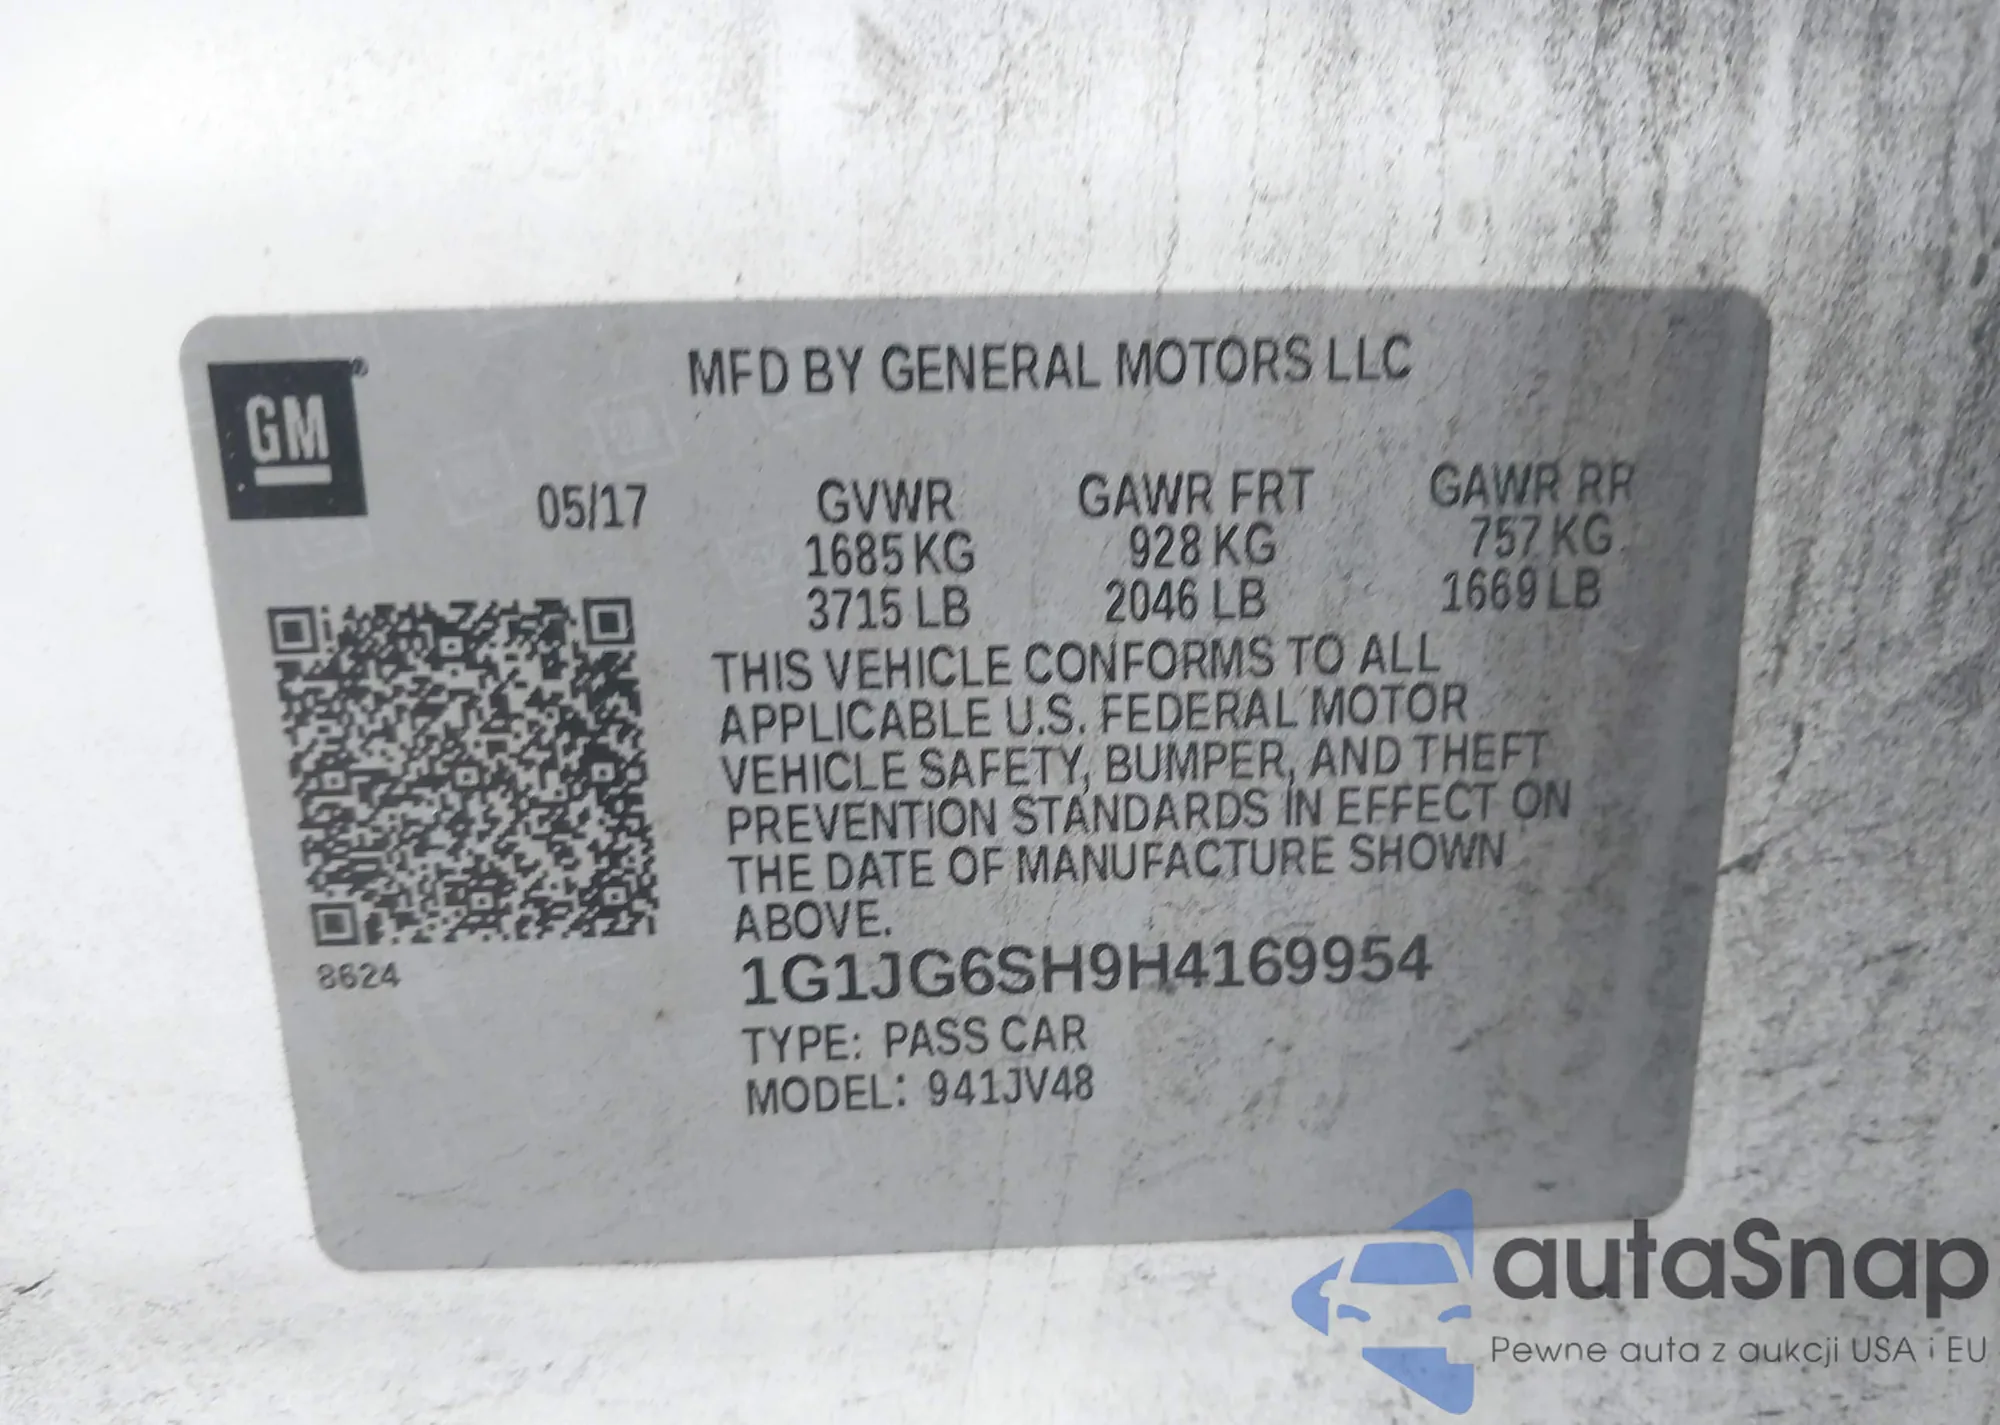 MFD BY GENERAL MOTORS LLC
GM
05/17
GVWR GAWR FRT GAWR RR
1685 KG 928 KG 757 KG
3715 LB 2046 LB 1669 LB
THIS VEHICLE CONFORMS TO ALL
APPLICABLE U.S. FEDERAL MOTOR
VEHICLE SAFETY, BUMPER, AND THEFT
PREVENTION STANDARDS IN EFFECT ON
THE DATE OF MANUFACTURE SHOWN
ABOVE.
8624
1G1JG6SH9H4169954
TYPE: PASS CAR
MODEL: 941JV48
autaSnap
Pewne auta z aukcji USA i EU